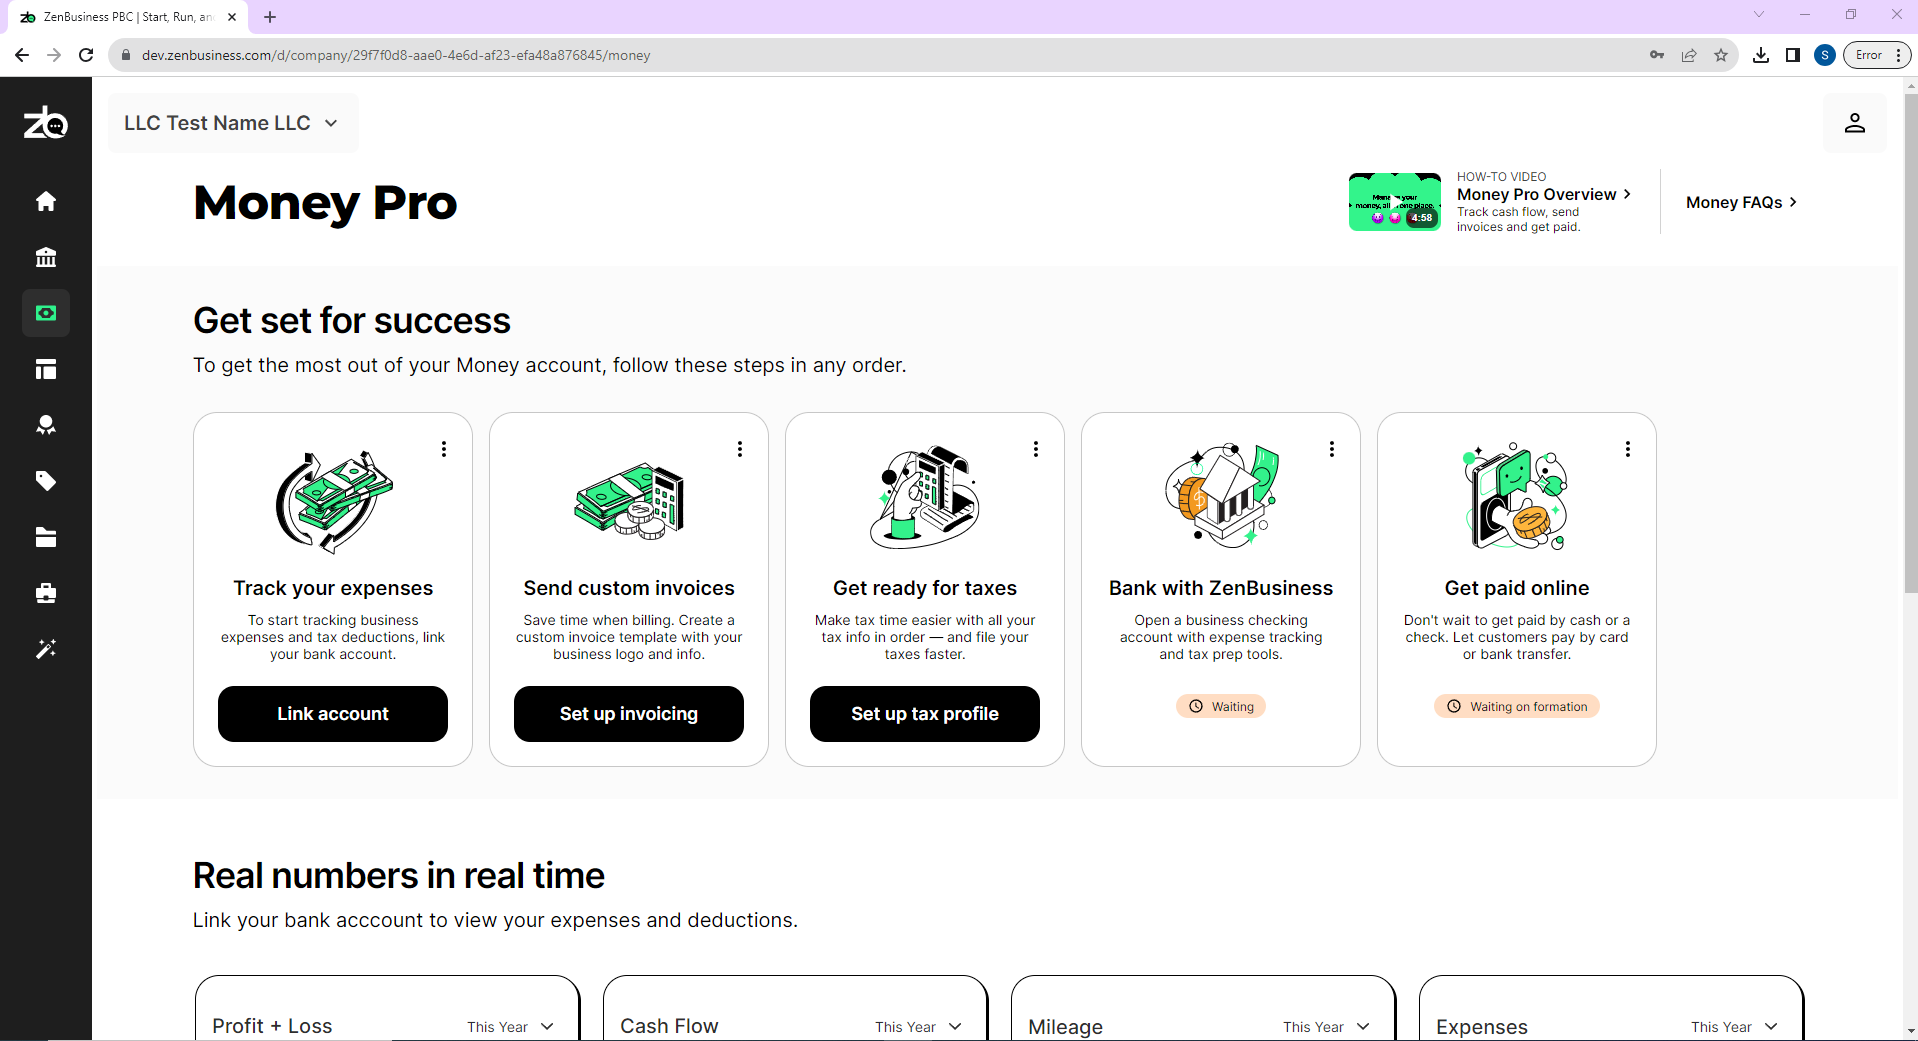 ZenBusiness PBC | Start, Run, an
dev.zenbusiness.com/d/company/29f7f0d8-aae0-4e6d-af23-efa48a876845/money
S
Error
zb
LLC Test Name LLC
Money Pro
Manage your
money, all in one place.
4:58
HOW-TO VIDEO
Money Pro Overview
Track cash flow, send
invoices and get paid.
Money FAQs
Get set for success
To get the most out of your Money account, follow these steps in any order.
Track your expenses
To start tracking business
expenses and tax deductions, link
your bank account.
Link account
Send custom invoices
Save time when billing. Create a
custom invoice template with your
business logo and info.
Set up invoicing
Get ready for taxes
Make tax time easier with all your
tax info in order — and file your
taxes faster.
Set up tax profile
Bank with ZenBusiness
Open a business checking
account with expense tracking
and tax prep tools.
Waiting
Get paid online
Don't wait to get paid by cash or a
check. Let customers pay by card
or bank transfer.
Waiting on formation
Real numbers in real time
Link your bank acccount to view your expenses and deductions.
Profit + Loss
This Year
Cash Flow
This Year
Mileage
This Year
Expenses
This Year